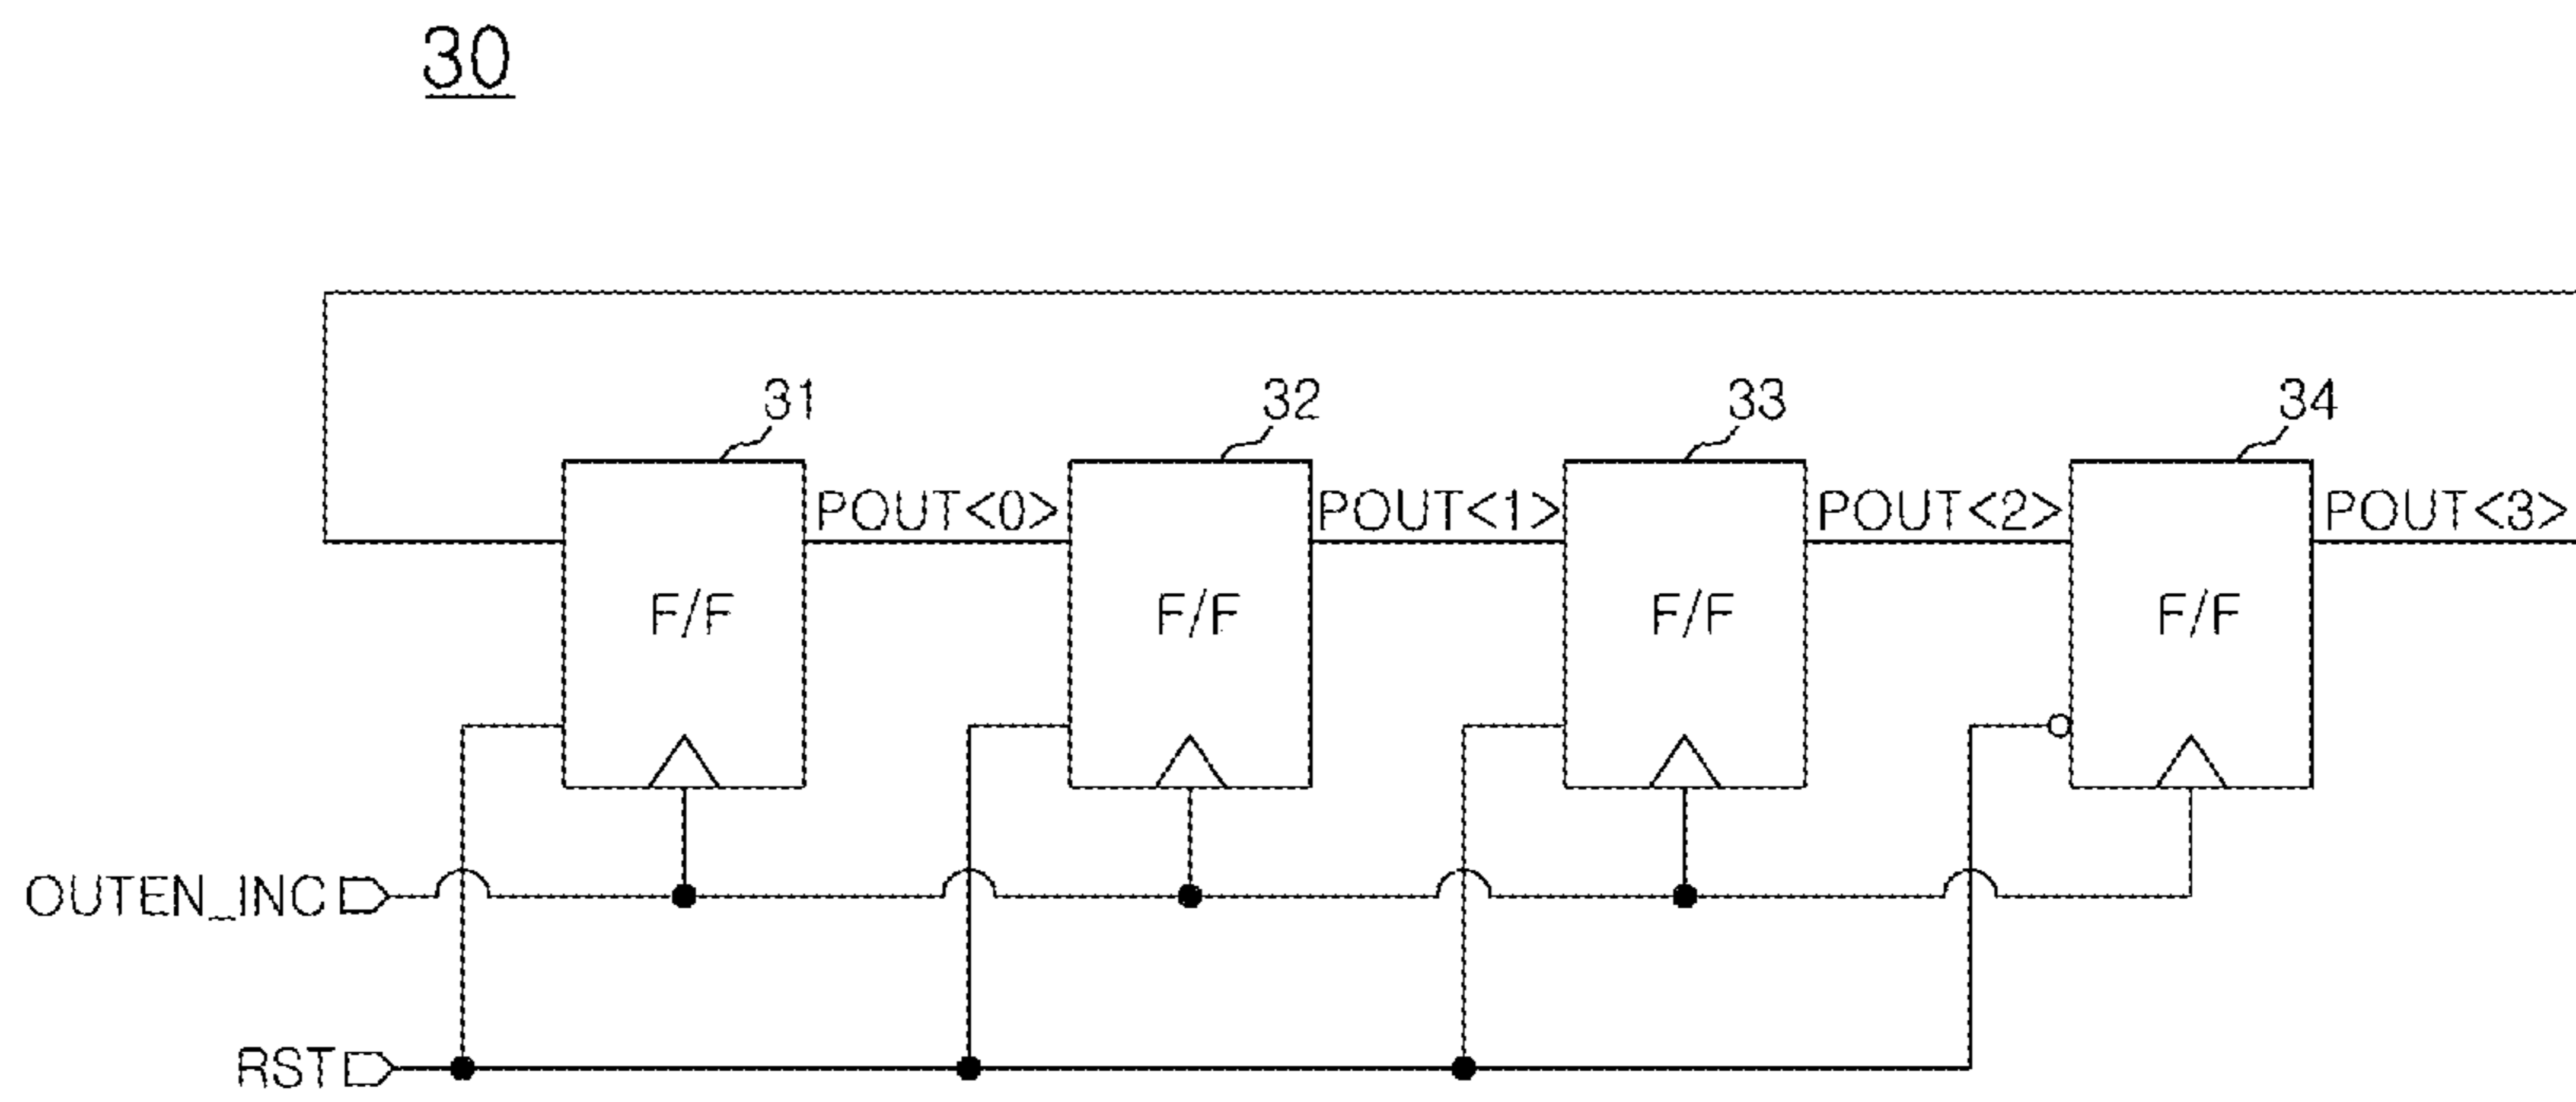 30
31 32 33 34
POUT<0> POUT<1> POUT<2> POUT<3>
F/F F/F F/F F/F
OUTEN_INC
RST